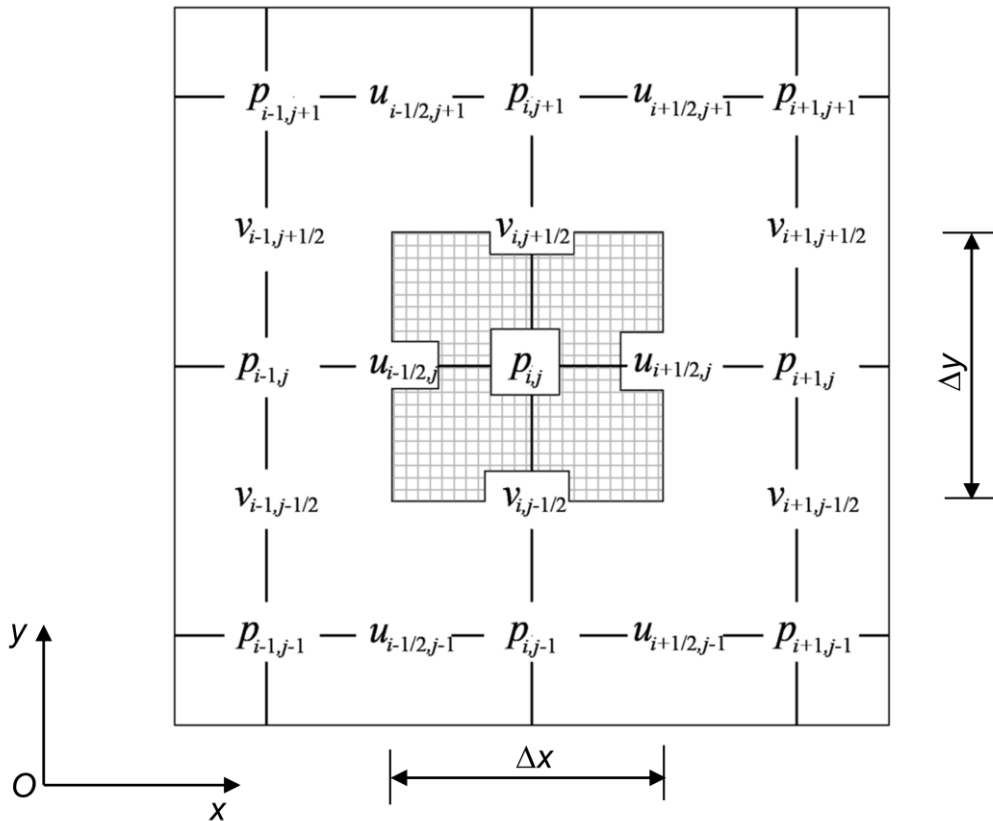 p_{i-1,j+1} u_{i-1/2,j+1} p_{i,j+1} u_{i+1/2,j+1} p_{i+1,j+1}
v_{i-1,j+1/2} v_{i,j+1/2} v_{i+1,j+1/2}
p_{i-1,j} u_{i-1/2,j} p_{i,j} u_{i+1/2,j} p_{i+1,j}
Δy
v_{i-1,j-1/2} v_{i,j-1/2} v_{i+1,j-1/2}
p_{i-1,j-1} u_{i-1/2,j-1} p_{i,j-1} u_{i+1/2,j-1} p_{i+1,j-1}
y
Δx
O
x